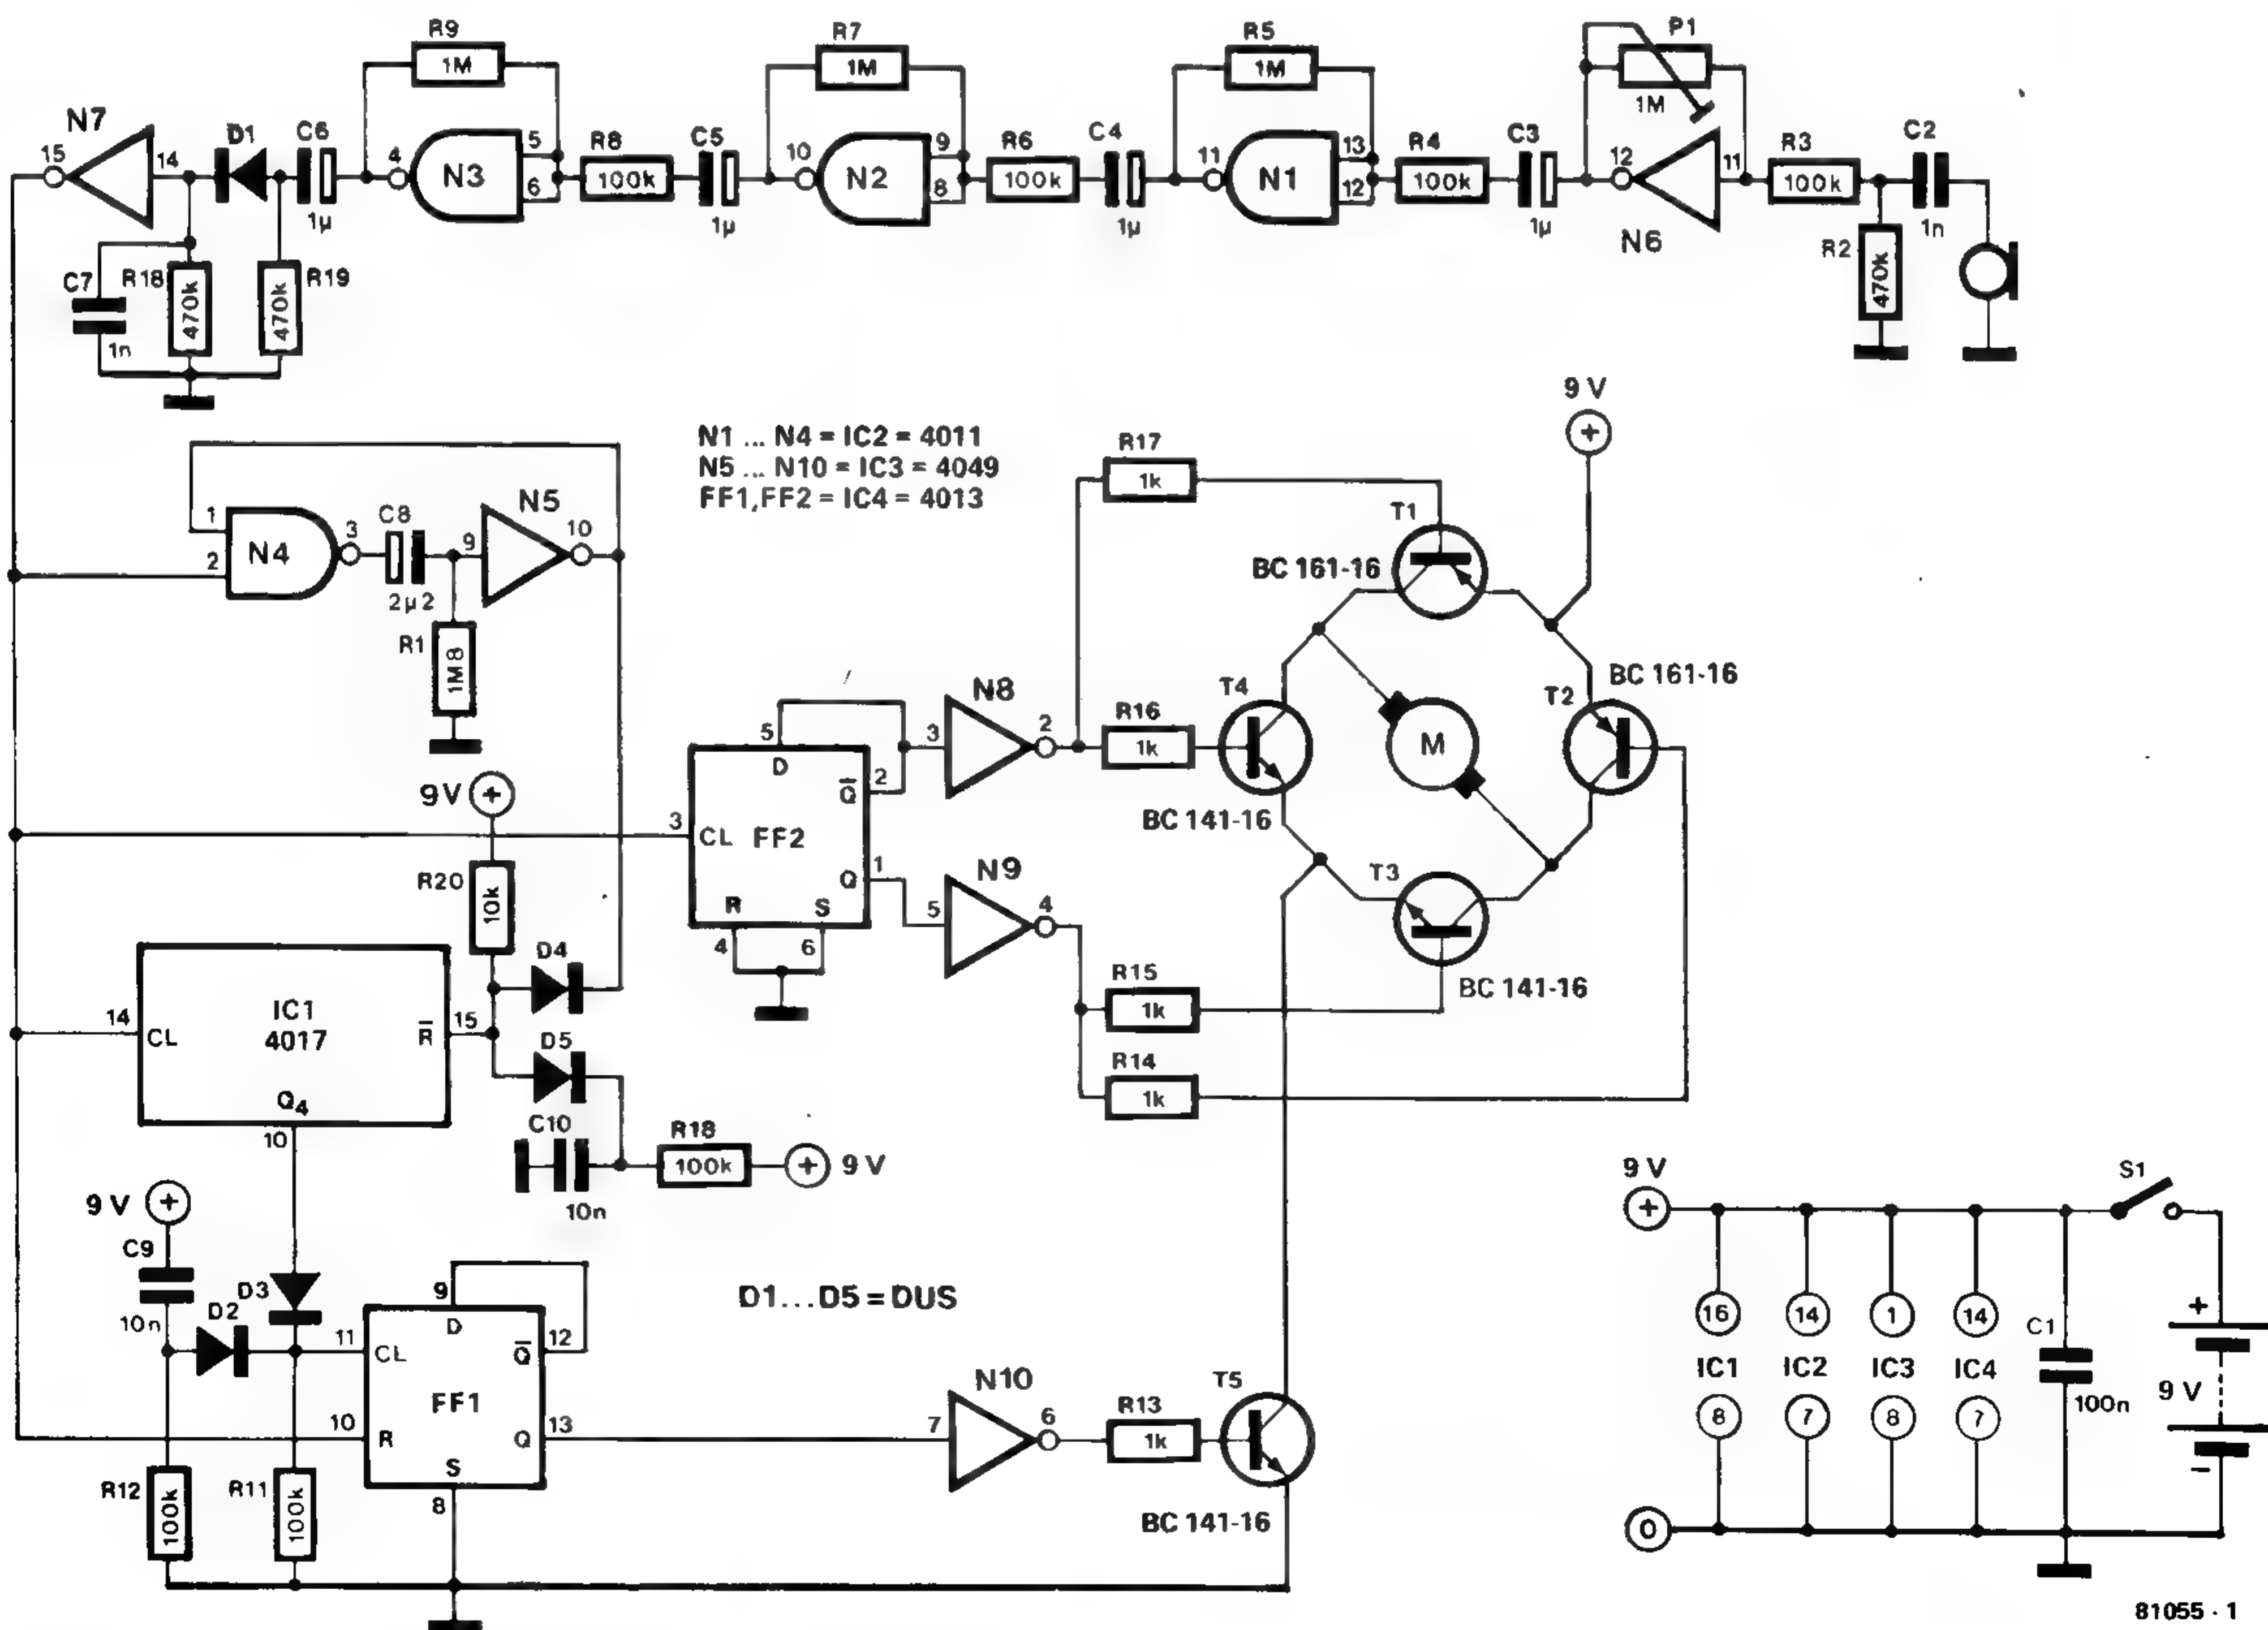 R9
1M
R7
1M
R5
1M
P1
1M
N7
15
14
D1
C6
1µ
4
N3
5
6
R8
100k
C5
1µ
10
N2
9
8
R6
100k
C4
1µ
11
N1
13
12
R4
100k
C3
1µ
12
N6
11
R3
100k
C2
1n
R2
470k
C7
1n
R18
470k
R19
470k
N1 ... N4 = IC2 = 4011
N5 ... N10 = IC3 = 4049
FF1,FF2 = IC4 = 4013
1
2
N4
3
C8
2µ2
9
N5
10
R1
1M8
R17
1k
9 V
+
T1
BC 161-16
T2
BC 161-16
T4
BC 141-16
M
T3
BC 141-16
N8
3
2
R16
1k
5
D
2
Q̅
3
CL
FF2
1
Q
R
S
4
6
N9
5
4
R15
1k
R14
1k
9 V
+
R20
10k
D4
D5
14
CL
IC1
4017
R̅
15
Q4
10
C10
10n
R18
100k
+
9 V
9 V
+
C9
10n
D2
D3
D1...D5 = DUS
9
D
12
Q̅
11
CL
FF1
10
R
Q
13
S
8
R12
100k
R11
100k
N10
7
6
R13
1k
T5
BC 141-16
9 V
+
S1
16
14
1
14
IC1
IC2
IC3
IC4
8
7
8
7
C1
100n
+
9 V
–
0
81055 - 1